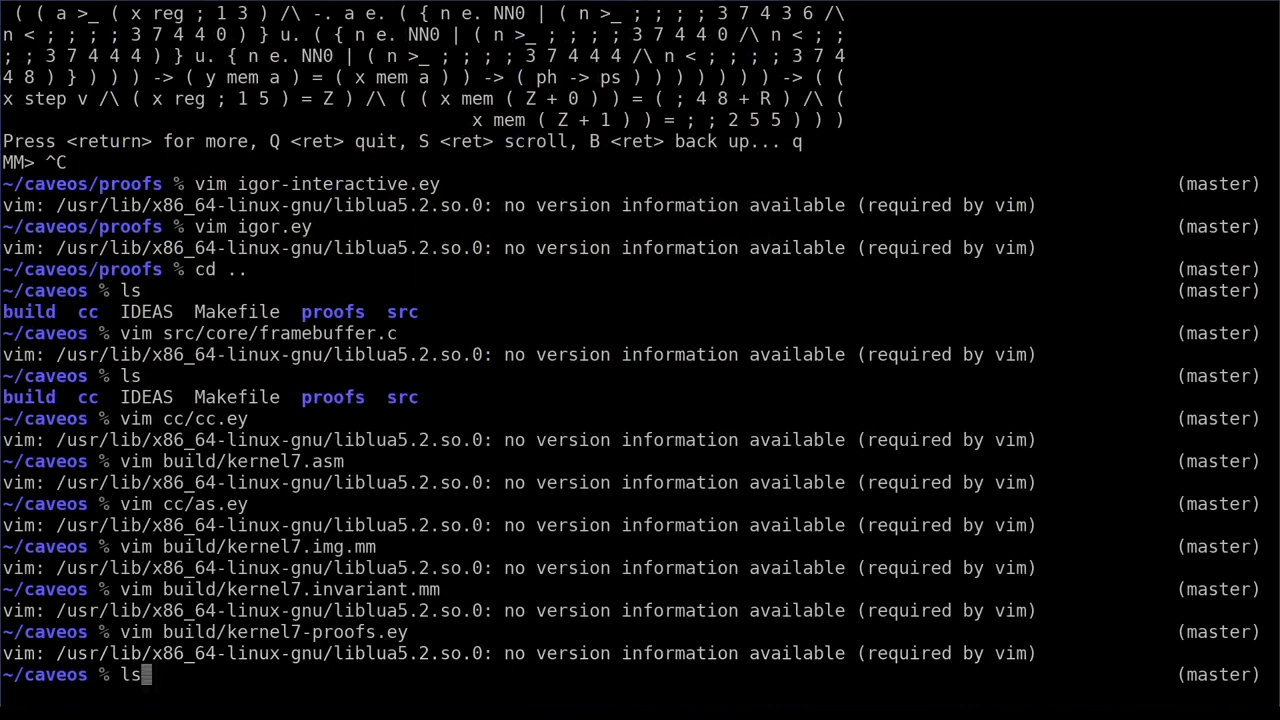 ( ( a >_ ( x reg ; 1 3 ) /\ -. a e. ( { n e. NN0 | ( n >_ ; ; ; ; 3 7 4 3 6 /\
n < ; ; ; ; 3 7 4 4 0 ) } u. ( { n e. NN0 | ( n >_ ; ; ; ; 3 7 4 4 0 /\ n < ; ;
; ; 3 7 4 4 4 ) } u. { n e. NN0 | ( n >_ ; ; ; ; 3 7 4 4 4 /\ n < ; ; ; ; 3 7 4
4 8 ) } ) ) ) -> ( y mem a ) = ( x mem a ) ) -> ( ph -> ps ) ) ) ) ) ) ) -> ( (
x step v /\ ( x reg ; 1 5 ) = Z ) /\ ( ( x mem ( Z + 0 ) ) = ( ; 4 8 + R ) /\ (
x mem ( Z + 1 ) ) = ; ; 2 5 5 ) ) )
Press <return> for more, Q <ret> quit, S <ret> scroll, B <ret> back up... q
MM> ^C
~/caveos/proofs % vim igor-interactive.ey (master)
vim: /usr/lib/x86_64-linux-gnu/liblua5.2.so.0: no version information available (required by vim)
~/caveos/proofs % vim igor.ey (master)
vim: /usr/lib/x86_64-linux-gnu/liblua5.2.so.0: no version information available (required by vim)
~/caveos/proofs % cd .. (master)
~/caveos % ls (master)
build cc IDEAS Makefile proofs src
~/caveos % vim src/core/framebuffer.c (master)
vim: /usr/lib/x86_64-linux-gnu/liblua5.2.so.0: no version information available (required by vim)
~/caveos % ls (master)
build cc IDEAS Makefile proofs src
~/caveos % vim cc/cc.ey (master)
vim: /usr/lib/x86_64-linux-gnu/liblua5.2.so.0: no version information available (required by vim)
~/caveos % vim build/kernel7.asm (master)
vim: /usr/lib/x86_64-linux-gnu/liblua5.2.so.0: no version information available (required by vim)
~/caveos % vim cc/as.ey (master)
vim: /usr/lib/x86_64-linux-gnu/liblua5.2.so.0: no version information available (required by vim)
~/caveos % vim build/kernel7.img.mm (master)
vim: /usr/lib/x86_64-linux-gnu/liblua5.2.so.0: no version information available (required by vim)
~/caveos % vim build/kernel7.invariant.mm (master)
vim: /usr/lib/x86_64-linux-gnu/liblua5.2.so.0: no version information available (required by vim)
~/caveos % vim build/kernel7-proofs.ey (master)
vim: /usr/lib/x86_64-linux-gnu/liblua5.2.so.0: no version information available (required by vim)
~/caveos % ls (master)